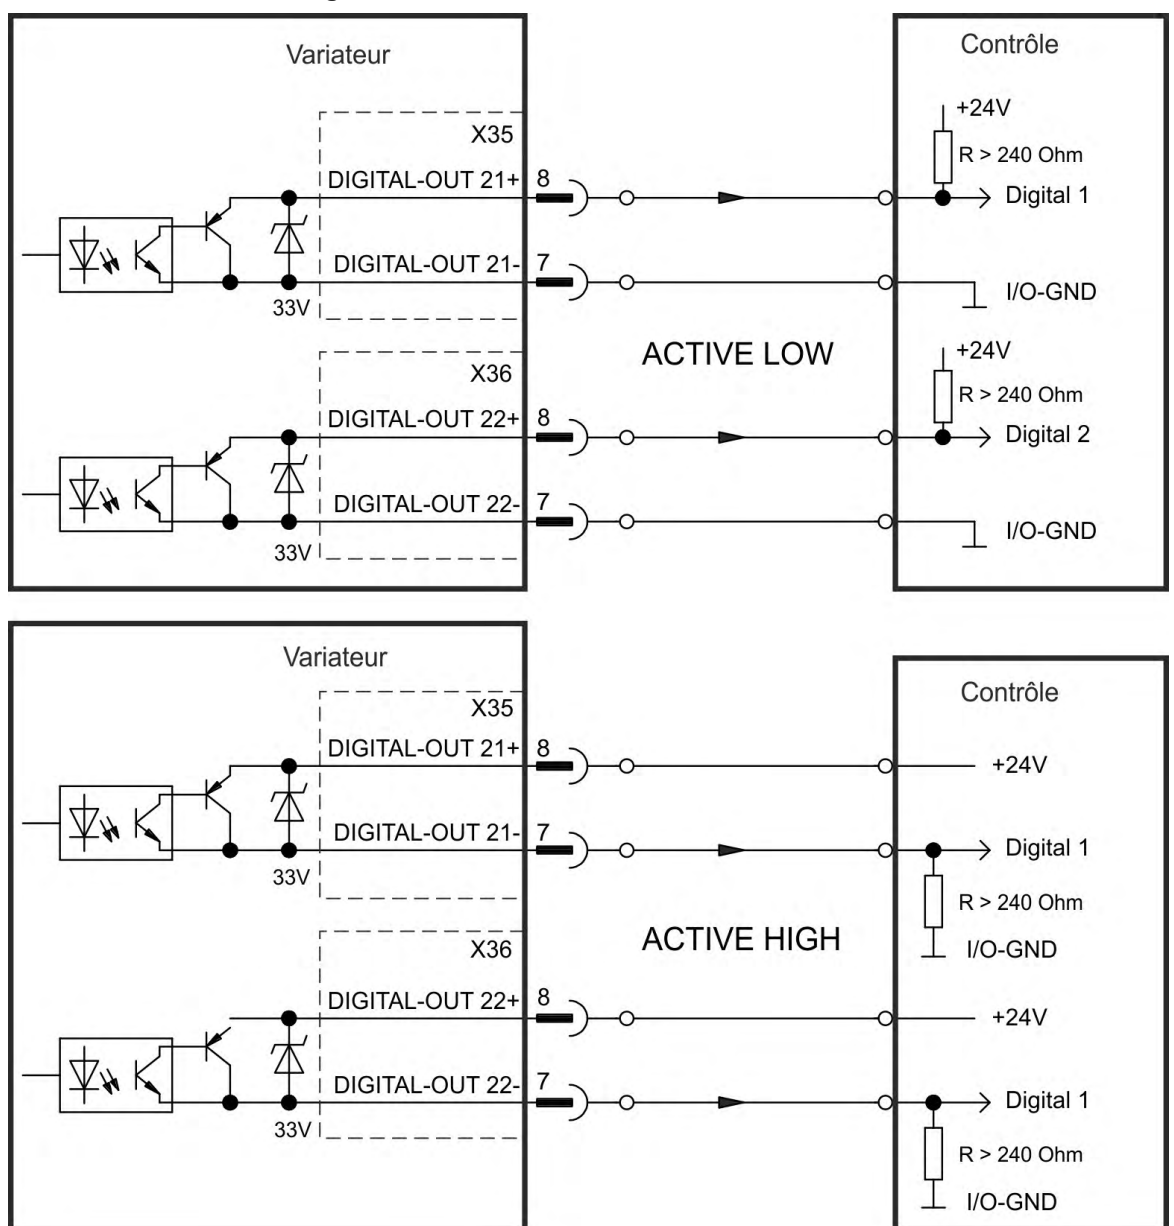 Variateur
Contrôle
+24V
X35
R > 240 Ohm
DIGITAL-OUT 21+
8
Digital 1
DIGITAL-OUT 21-
7
I/O-GND
33V
ACTIVE LOW
+24V
X36
R > 240 Ohm
DIGITAL-OUT 22+
8
Digital 2
DIGITAL-OUT 22-
7
I/O-GND
33V
Variateur
Contrôle
X35
DIGITAL-OUT 21+
8
+24V
DIGITAL-OUT 21-
7
Digital 1
33V
R > 240 Ohm
ACTIVE HIGH
X36
I/O-GND
DIGITAL-OUT 22+
8
+24V
DIGITAL-OUT 22-
7
Digital 1
33V
R > 240 Ohm
I/O-GND